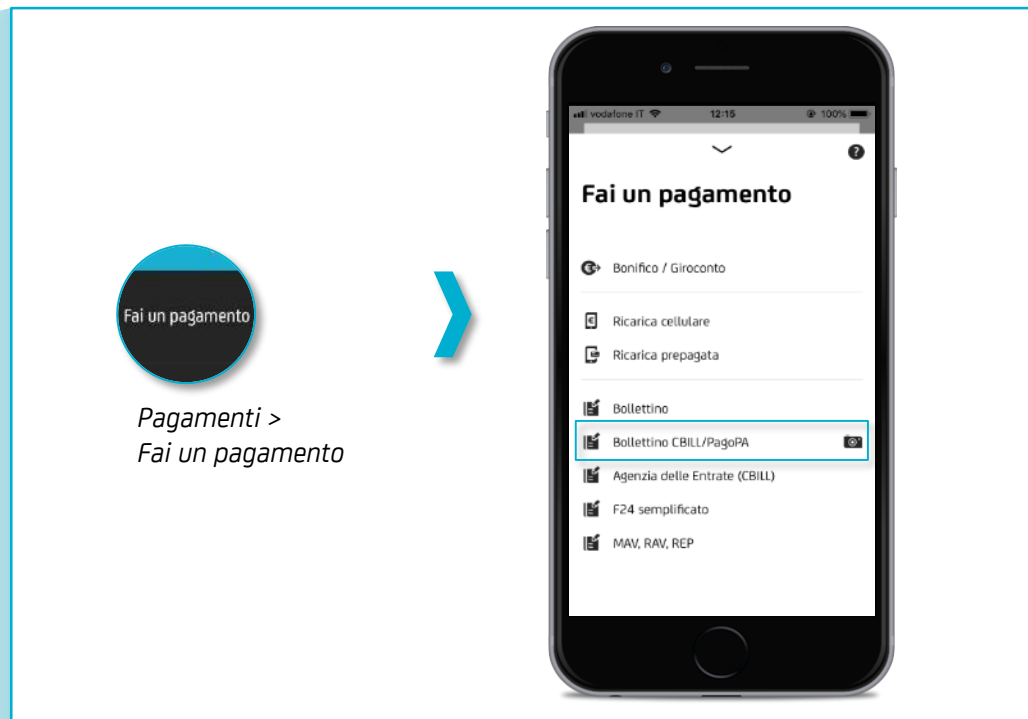 vodafone IT 12:15 100%
?
Fai un pagamento
Bonifico / Giroconto
Ricarica cellulare
Ricarica prepagata
Bollettino
Bollettino CBILL/PagoPA
Agenzia delle Entrate (CBILL)
F24 semplificato
MAV, RAV, REP
Fai un pagamento
Pagamenti >
Fai un pagamento